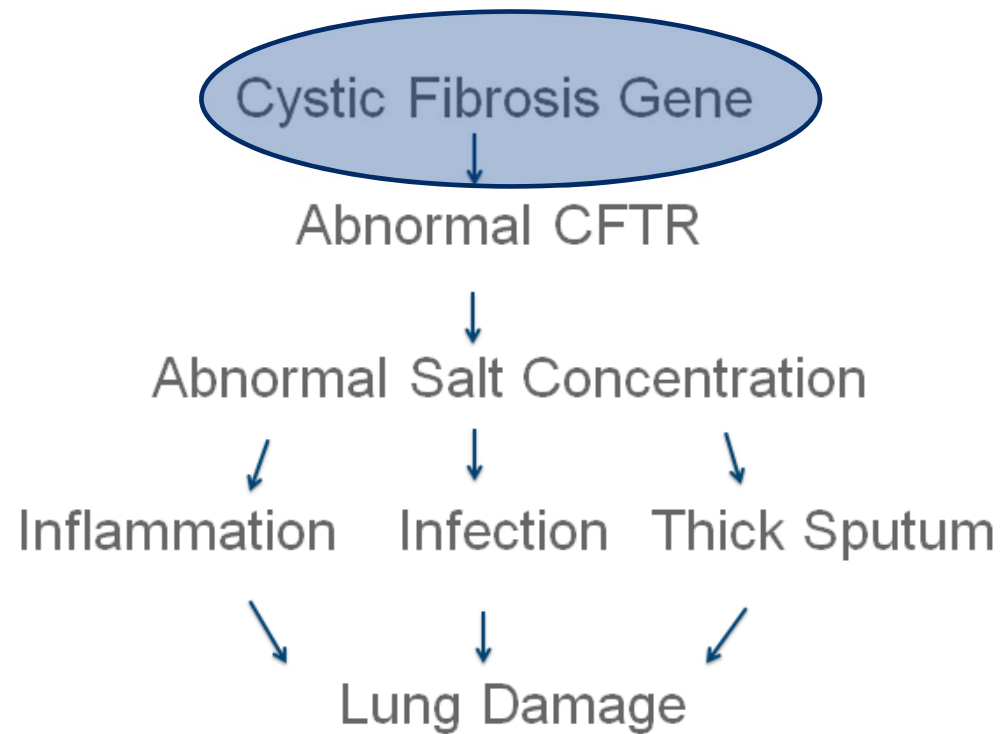 Cystic Fibrosis Gene
Abnormal CFTR
Abnormal Salt Concentration
Inflammation Infection Thick Sputum
Lung Damage